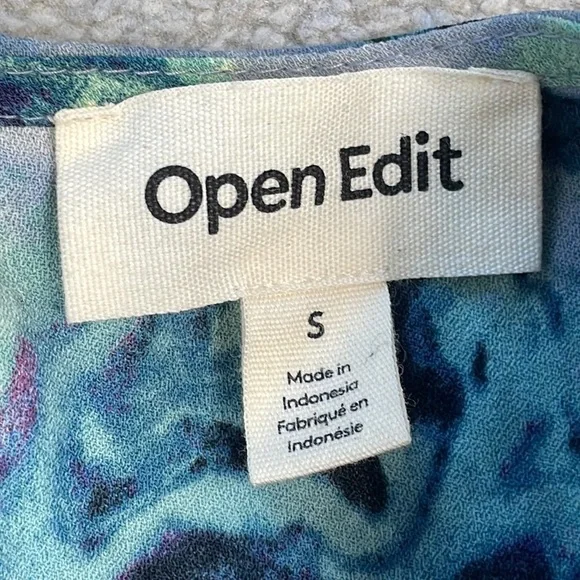 Open Edit
S
Made in
Indonesia
Fabriqué en
Indonésie